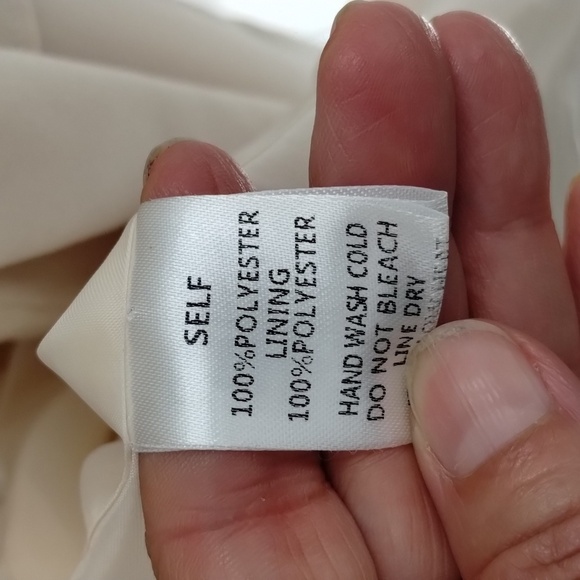 SELF
100%POLYESTER
LINING
100%POLYESTER
HAND WASH COLD
DO NOT BLEACH
LINE DRY